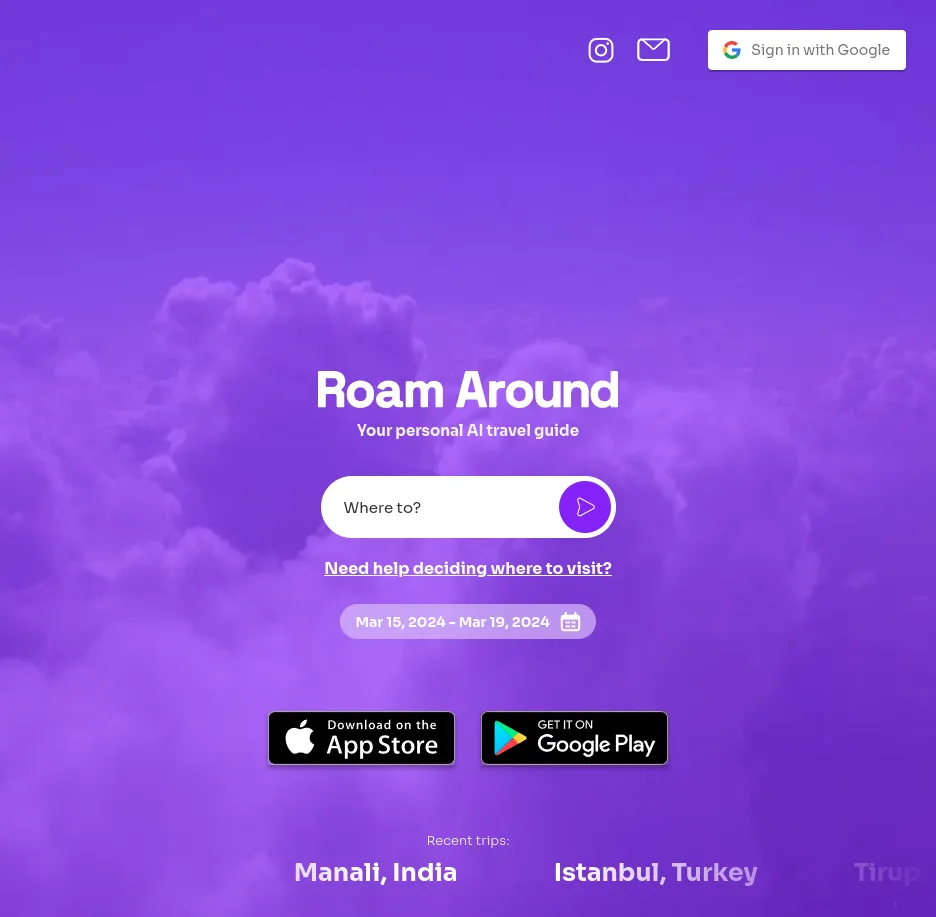 Sign in with Google
Roam Around
Your personal AI travel guide
Where to?
Need help deciding where to visit?
Mar 15, 2024 - Mar 19, 2024
Download on the
App Store
GET IT ON
Google Play
Recent trips:
Manali, India
Istanbul, Turkey